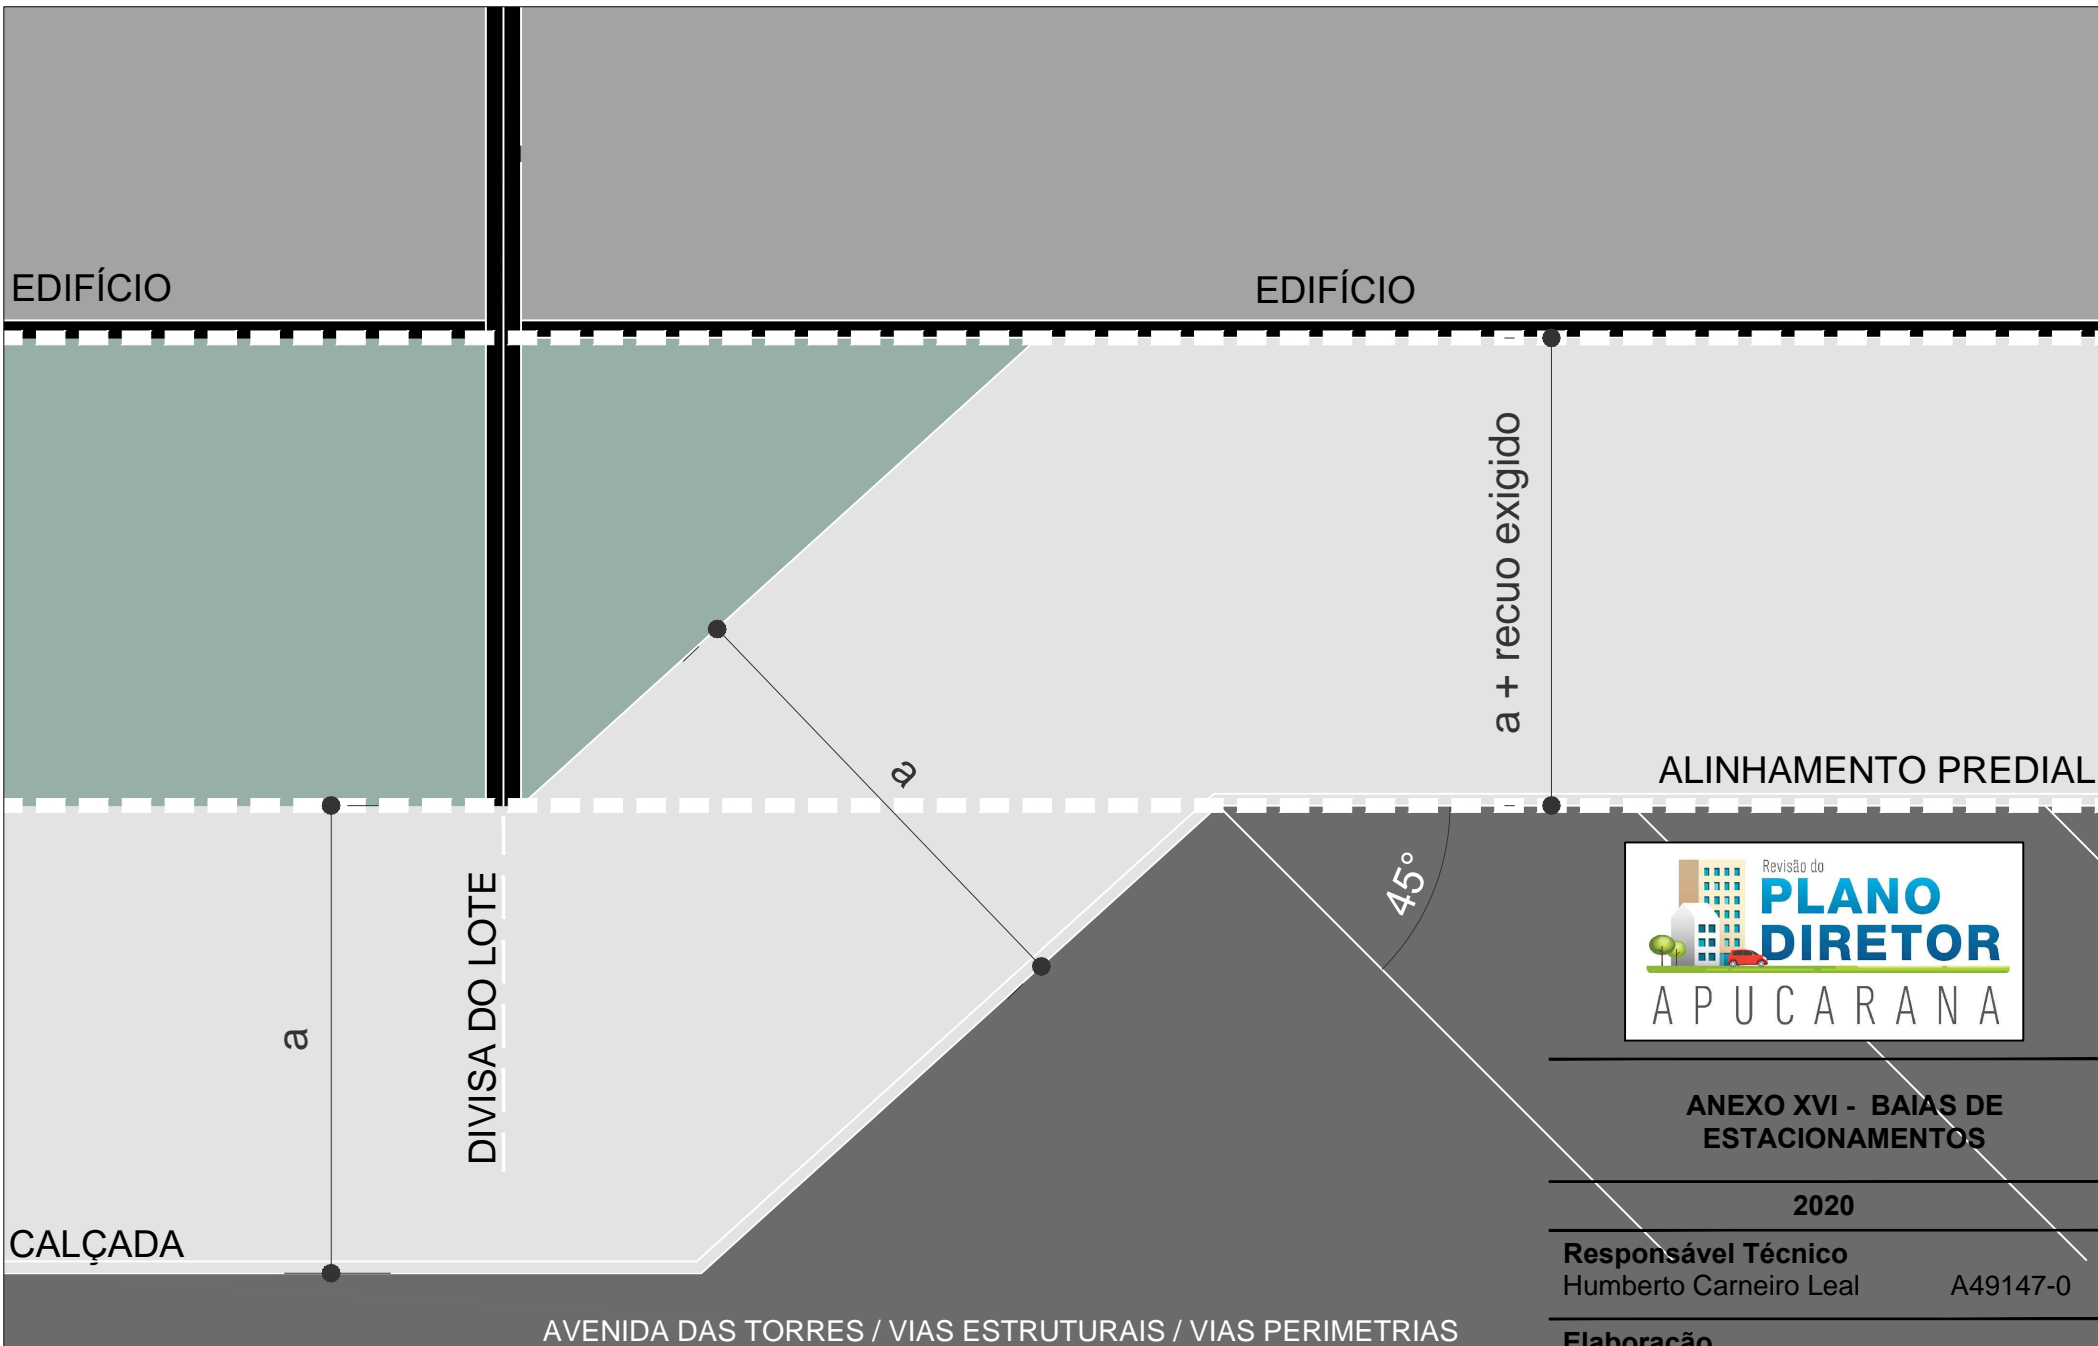 EDIFÍCIO
EDIFÍCIO
a + recuo exigido
a
ALINHAMENTO PREDIAL
45°
DIVISA DO LOTE
a
CALÇADA
AVENIDA DAS TORRES / VIAS ESTRUTURAIS / VIAS PERIMETRIAS
Revisão do
PLANO
DIRETOR
APUCARANA
ANEXO XVI - BAIAS DE
ESTACIONAMENTOS
2020
Responsável Técnico
Humberto Carneiro Leal A49147-0
Elaboração